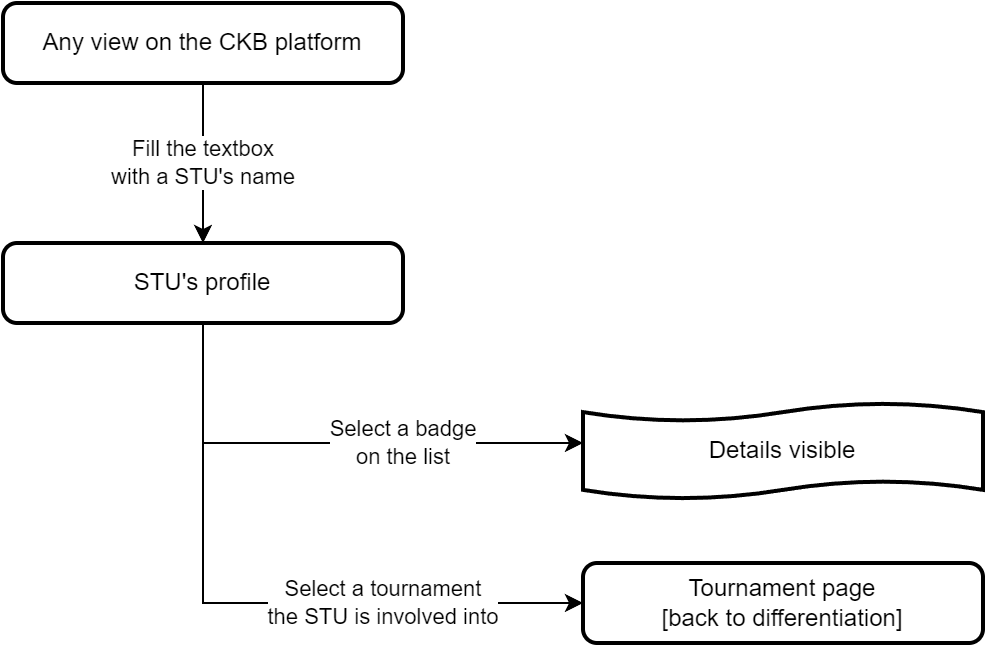 Any view on the CKB platform
Fill the textbox
with a STU's name
STU's profile
Select a badge
on the list
Details visible
Select a tournament
the STU is involved into
Tournament page
[back to differentiation]